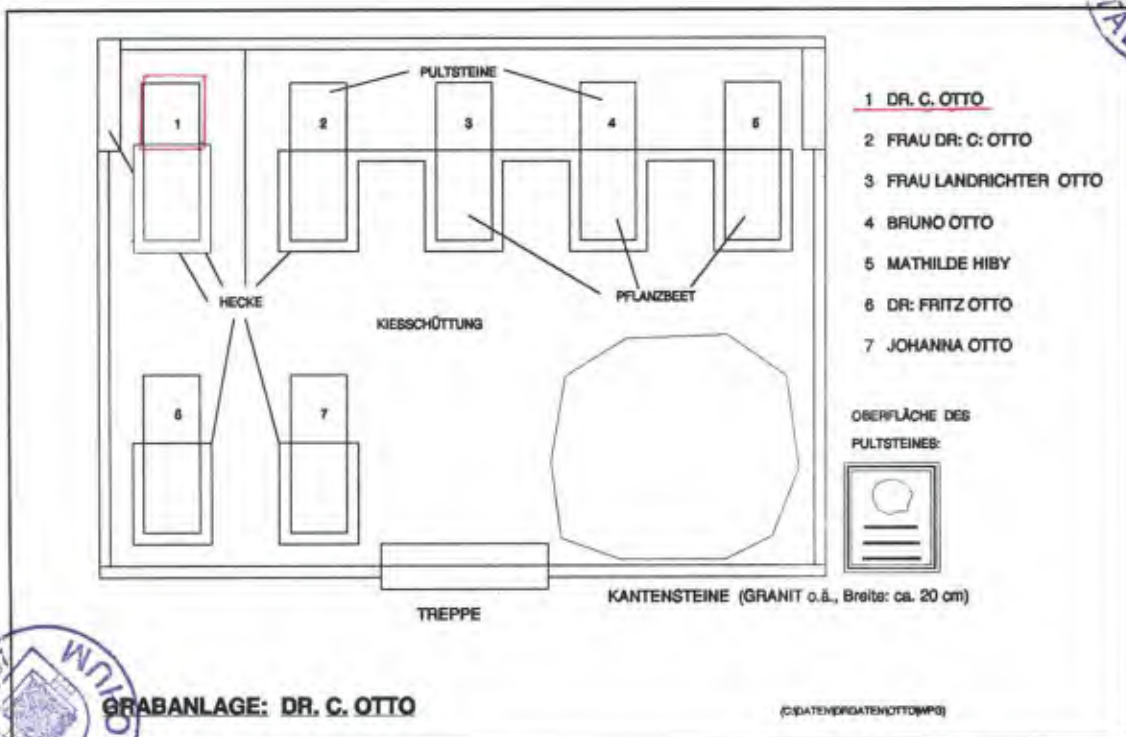 PULTSTEINE
1
2
3
4
5
1 DR. C. OTTO
2 FRAU DR: C: OTTO
3 FRAU LANDRICHTER OTTO
4 BRUNO OTTO
5 MATHILDE HIBY
6 DR: FRITZ OTTO
7 JOHANNA OTTO
HECKE
PFLANZBEET
KIESSCHÜTTUNG
6
7
OBERFLÄCHE DES
PULTSTEINES:
TREPPE
KANTENSTEINE (GRANIT o.ä., Breite: ca. 20 cm)
GRABANLAGE: DR. C. OTTO